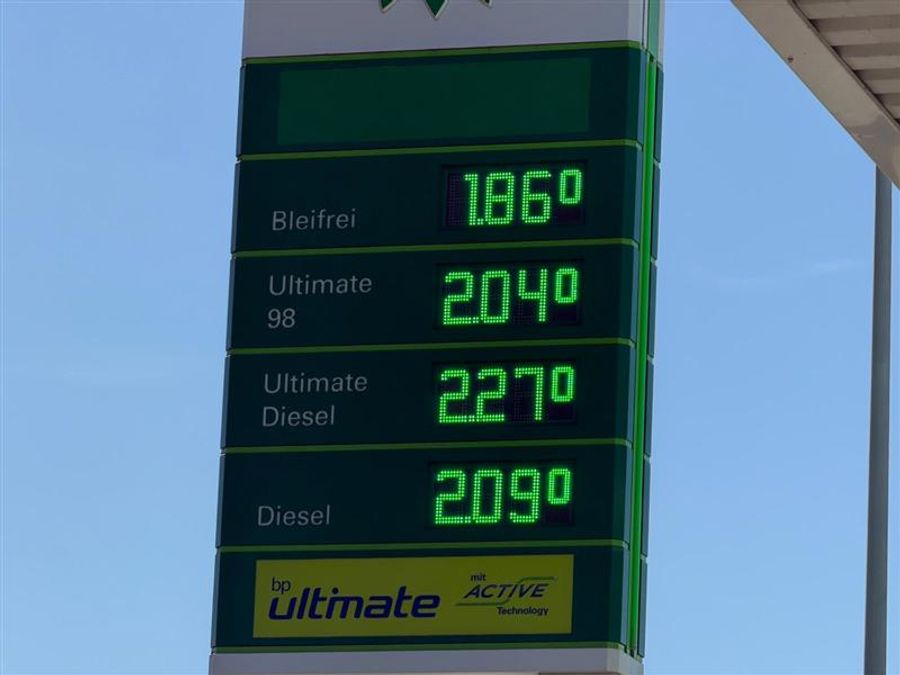 Bleifrei 1.86⁰
Ultimate
98 2.04⁰
Ultimate
Diesel 2.27⁰
Diesel 2.09⁰
bp
ultimate
mit
ACTIVE
Technology